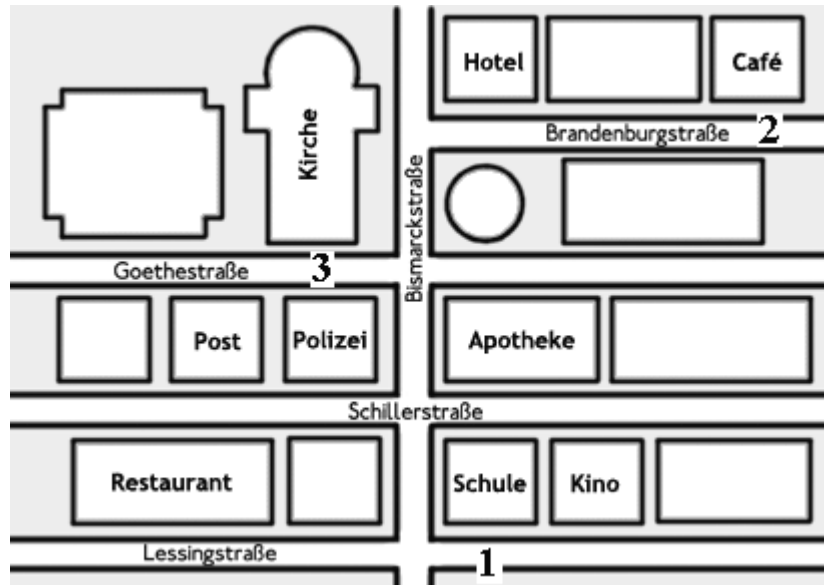 Hotel
Café
Brandenburgstraße 2
Kirche
Bismarckstraße
Goethestraße 3
Post
Polizei
Apotheke
Schillerstraße
Restaurant
Schule
Kino
Lessingstraße
1